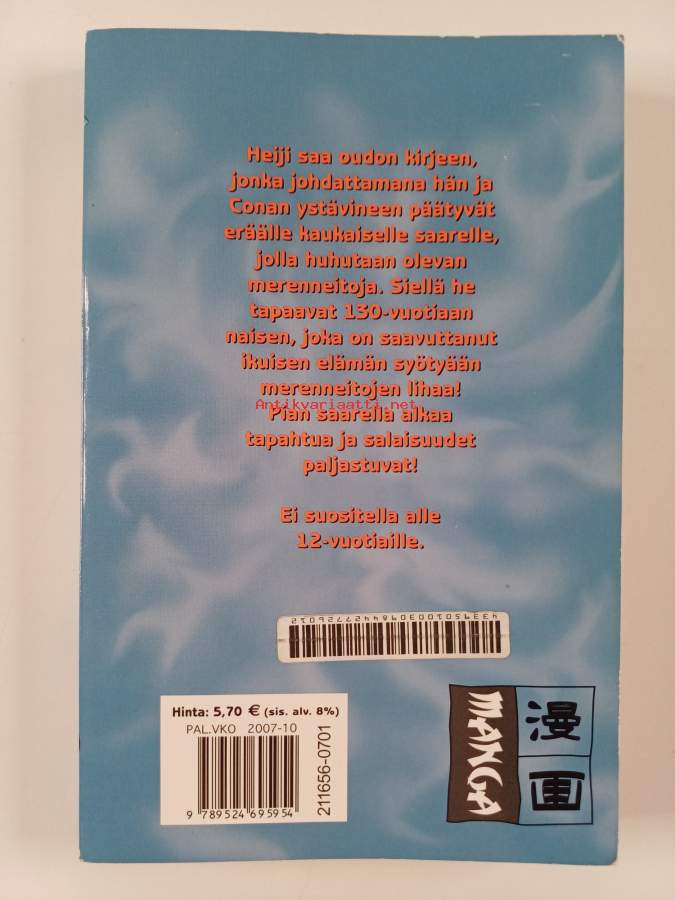 Heiji saa oudon kirjeen,
jonka johdattamana hän ja
Conan ystävineen päätyvät
eräälle kaukaiselle saarelle,
jolla huhutaan olevan
merenneitoja. Siellä he
tapaavat 130-vuotiaan
naisen, joka on saavuttanut
ikuisen elämän syötyään
merenneitojen lihaa!
Antikvariaatti.net
Pian saarella alkaa
tapahtua ja salaisuudet
paljastuvat!
Ei suositella alle
12-vuotiaille.
4339501000309644277726012
Hinta: 5,70 € (sis. alv. 8%)
PAL.VKO 2007-10
211656-0701
9 789524 695954
MANGA
漫画